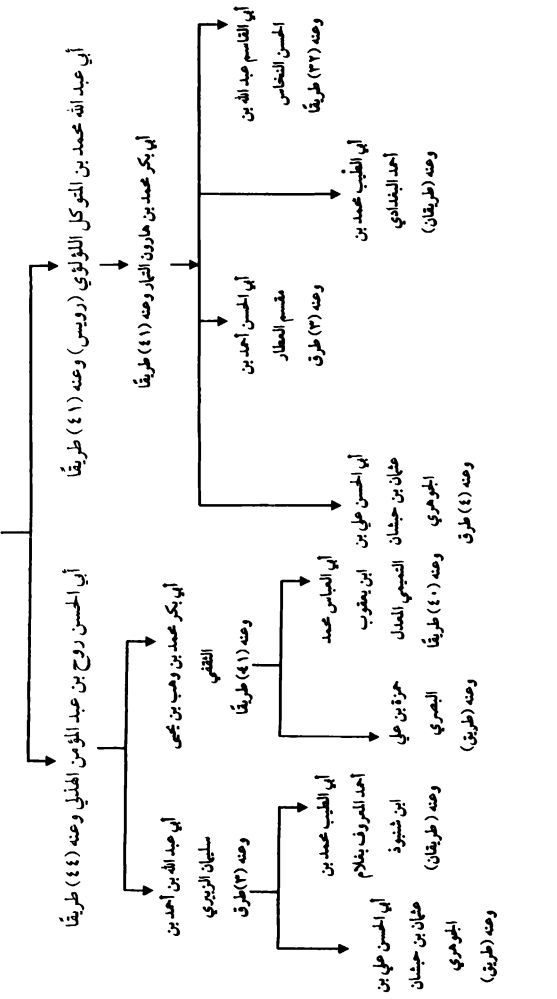 أبي عبد الله محمد بن المتوكل اللؤلؤي (رويس) وعنه (٤١) طريقًا
أبي بكر محمد بن هارون التمار وعنه (٤١) طريقًا
أبي القاسم عبد الله بن
الحسن النخاس
وعنه (٣٢) طريقًا
أبي الطيب محمد بن
أحمد البغدادي
وعنه (طريقان)
أبي الحسن أحمد بن
مقسم العطار
وعنه (٣) طرق
أبي الحسن علي بن
عثمان بن حبشان
الجوهري
وعنه (٤) طرق
أبي الحسن روح بن عبد المؤمن الهذلي وعنه (٤٤) طريقًا
أبي بكر محمد بن وهب بن يحيى
الثقفي
وعنه (٤١) طريقًا
أبي العباس محمد
ابن يعقوب
التميمي المعدل
وعنه (٤٠) طريقًا
حمزة بن علي
البصري
وعنه (طريق)
أبي عبد الله بن أحمد بن
سليمان الزبيري
وعنه (٣) طرق
أبي الطيب محمد بن
أحمد المعروف بغلام
ابن شنبوذ
وعنه (طريقان)
أبي الحسن علي بن
عثمان بن حبشان
الجوهري
وعنه (طريق)